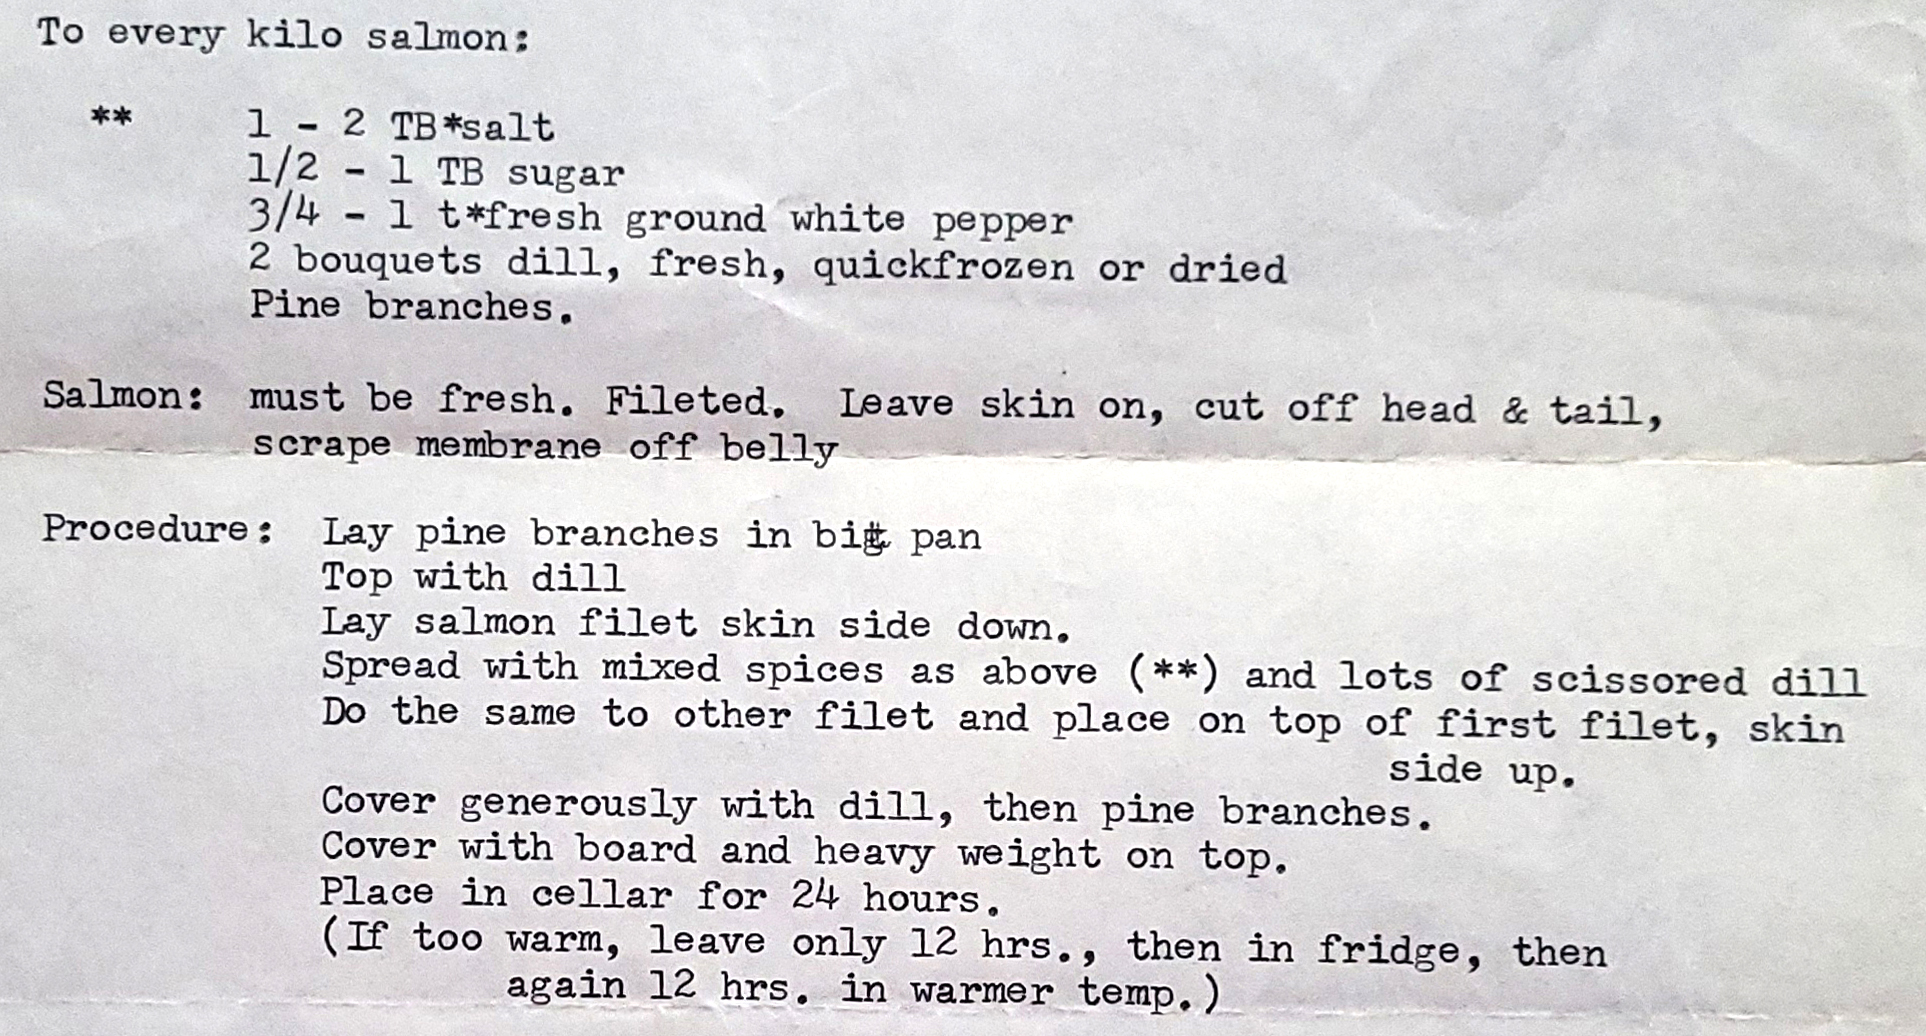 To every kilo salmon:
** 1 - 2 TB*salt
1/2 - 1 TB sugar
3/4 - 1 t*fresh ground white pepper
2 bouquets dill, fresh, quickfrozen or dried
Pine branches.
Salmon: must be fresh. Fileted. Leave skin on, cut off head & tail,
scrape membrane off belly
Procedure: Lay pine branches in big pan
Top with dill
Lay salmon filet skin side down.
Spread with mixed spices as above (**) and lots of scissored dill
Do the same to other filet and place on top of first filet, skin
side up.
Cover generously with dill, then pine branches.
Cover with board and heavy weight on top.
Place in cellar for 24 hours.
(If too warm, leave only 12 hrs., then in fridge, then
again 12 hrs. in warmer temp.)